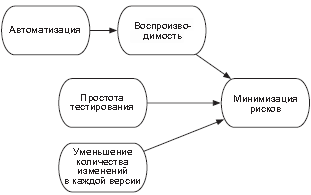 Автоматизация
Воспроизво-
димость
Простота
тестирования
Минимизация
рисков
Уменьшение
количества
изменений
в каждой версии